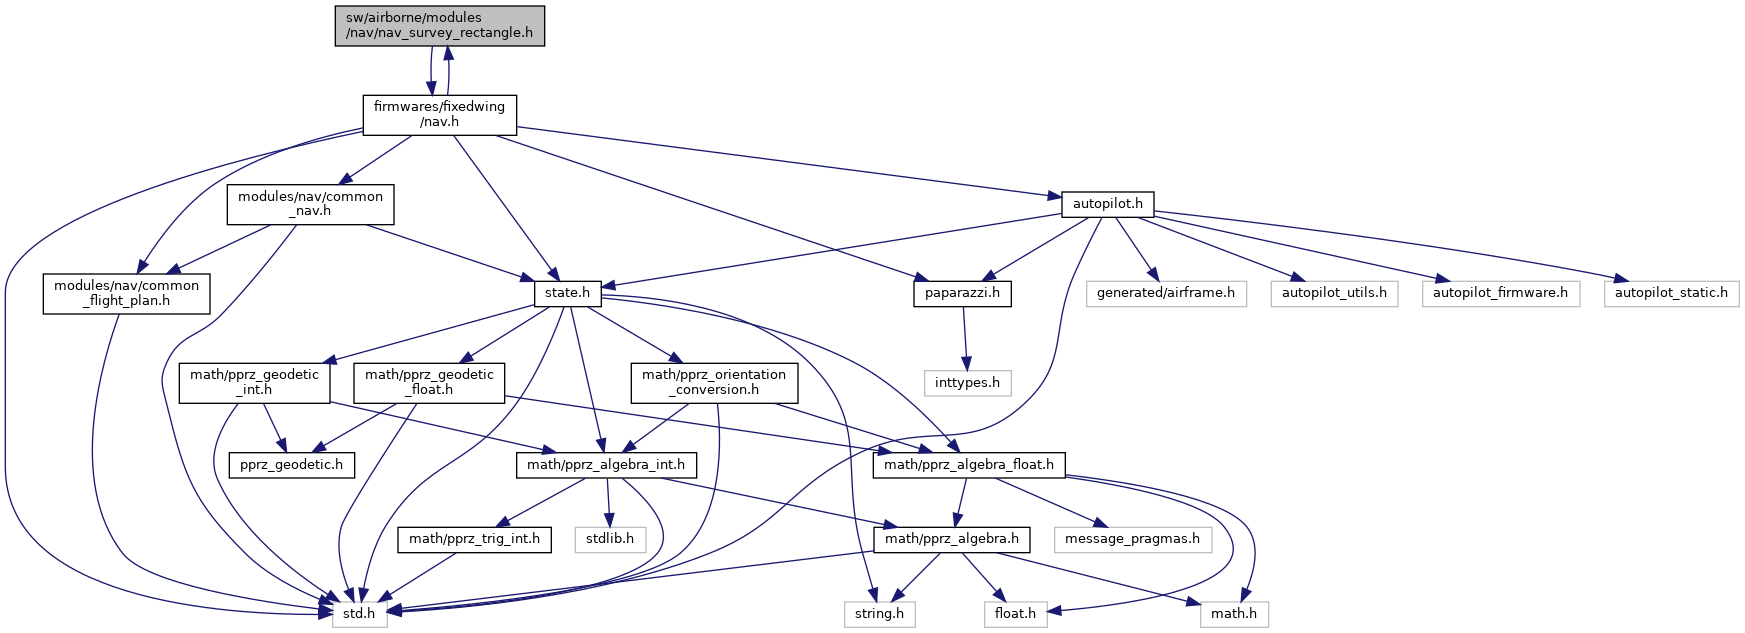 sw/airborne/modules
/nav/nav_survey_rectangle.h
firmwares/fixedwing
/nav.h
modules/nav/common
_nav.h
autopilot.h
modules/nav/common
_flight_plan.h
state.h
paparazzi.h
generated/airframe.h
autopilot_utils.h
autopilot_firmware.h
autopilot_static.h
math/pprz_geodetic
_int.h
math/pprz_geodetic
_float.h
math/pprz_orientation
_conversion.h
inttypes.h
pprz_geodetic.h
math/pprz_algebra_int.h
math/pprz_algebra_float.h
math/pprz_trig_int.h
stdlib.h
math/pprz_algebra.h
message_pragmas.h
std.h
string.h
float.h
math.h